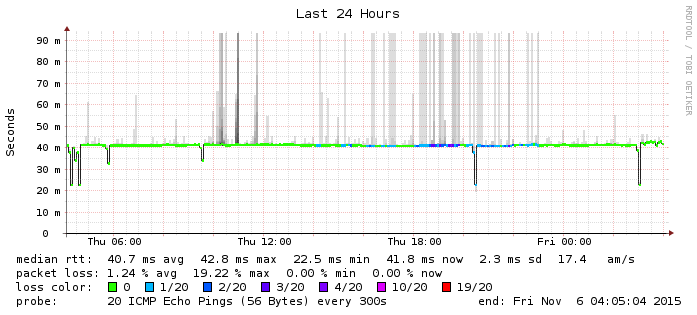 Last 24 Hours
RRDTOOL / TOBI OETIKER
Seconds
90 m
80 m
70 m
60 m
50 m
40 m
30 m
20 m
10 m
0
Thu 06:00 Thu 12:00 Thu 18:00 Fri 00:00
median rtt: 40.7 ms avg 42.8 ms max 22.5 ms min 41.8 ms now 2.3 ms sd 17.4 am/s
packet loss: 1.24 % avg 19.22 % max 0.00 % min 0.00 % now
loss color: 0 1/20 2/20 3/20 4/20 10/20 19/20
probe: 20 ICMP Echo Pings (56 Bytes) every 300s end: Fri Nov 6 04:05:04 2015